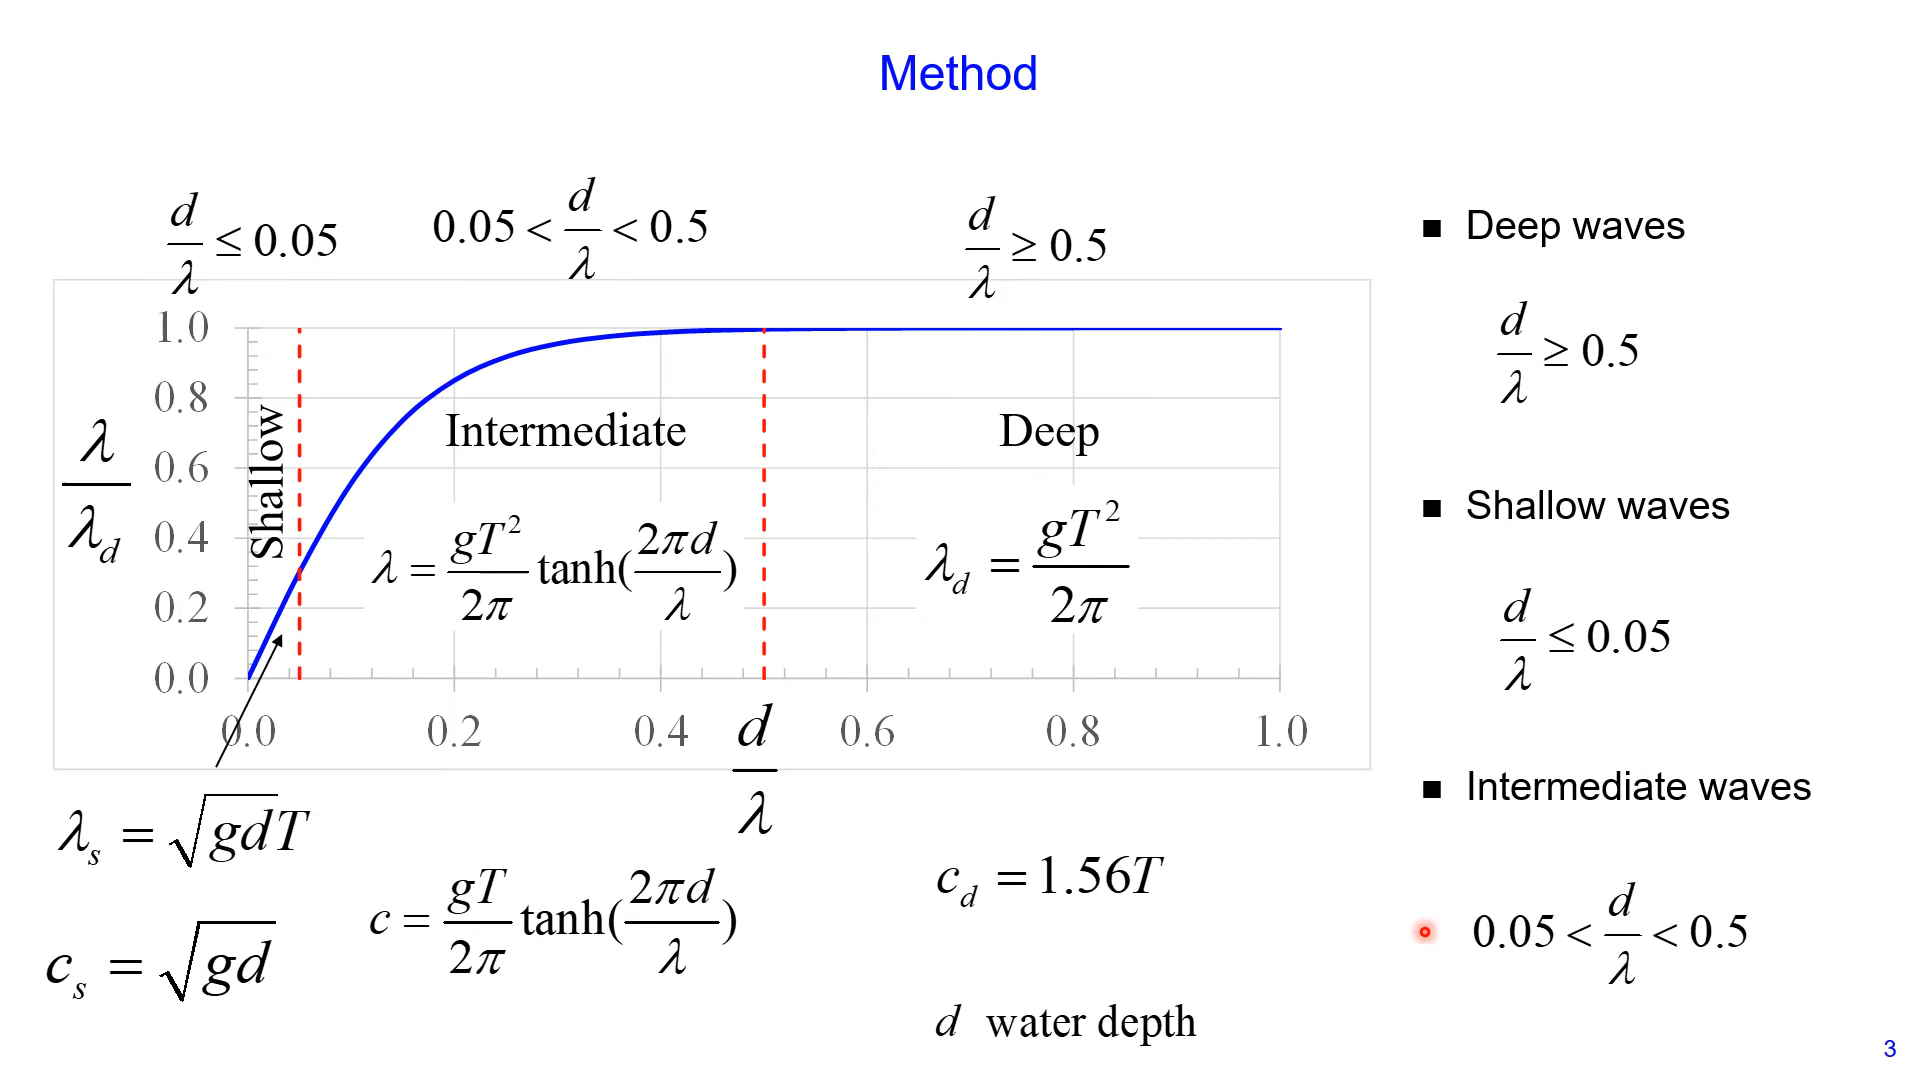 Method
d/λ ≤ 0.05
0.05 < d/λ < 0.5
d/λ ≥ 0.5
λ/λ_d
1.0
0.8
0.6
0.4
0.2
0.0
Shallow
Intermediate
Deep
λ = gT²/2π tanh(2πd/λ)
λ_d = gT²/2π
0.0 0.2 0.4 0.6 0.8 1.0
d/λ
λ_s = √gd T
c_s = √gd
c = gT/2π tanh(2πd/λ)
c_d = 1.56T
d water depth
■ Deep waves
d/λ ≥ 0.5
■ Shallow waves
d/λ ≤ 0.05
■ Intermediate waves
0.05 < d/λ < 0.5
3